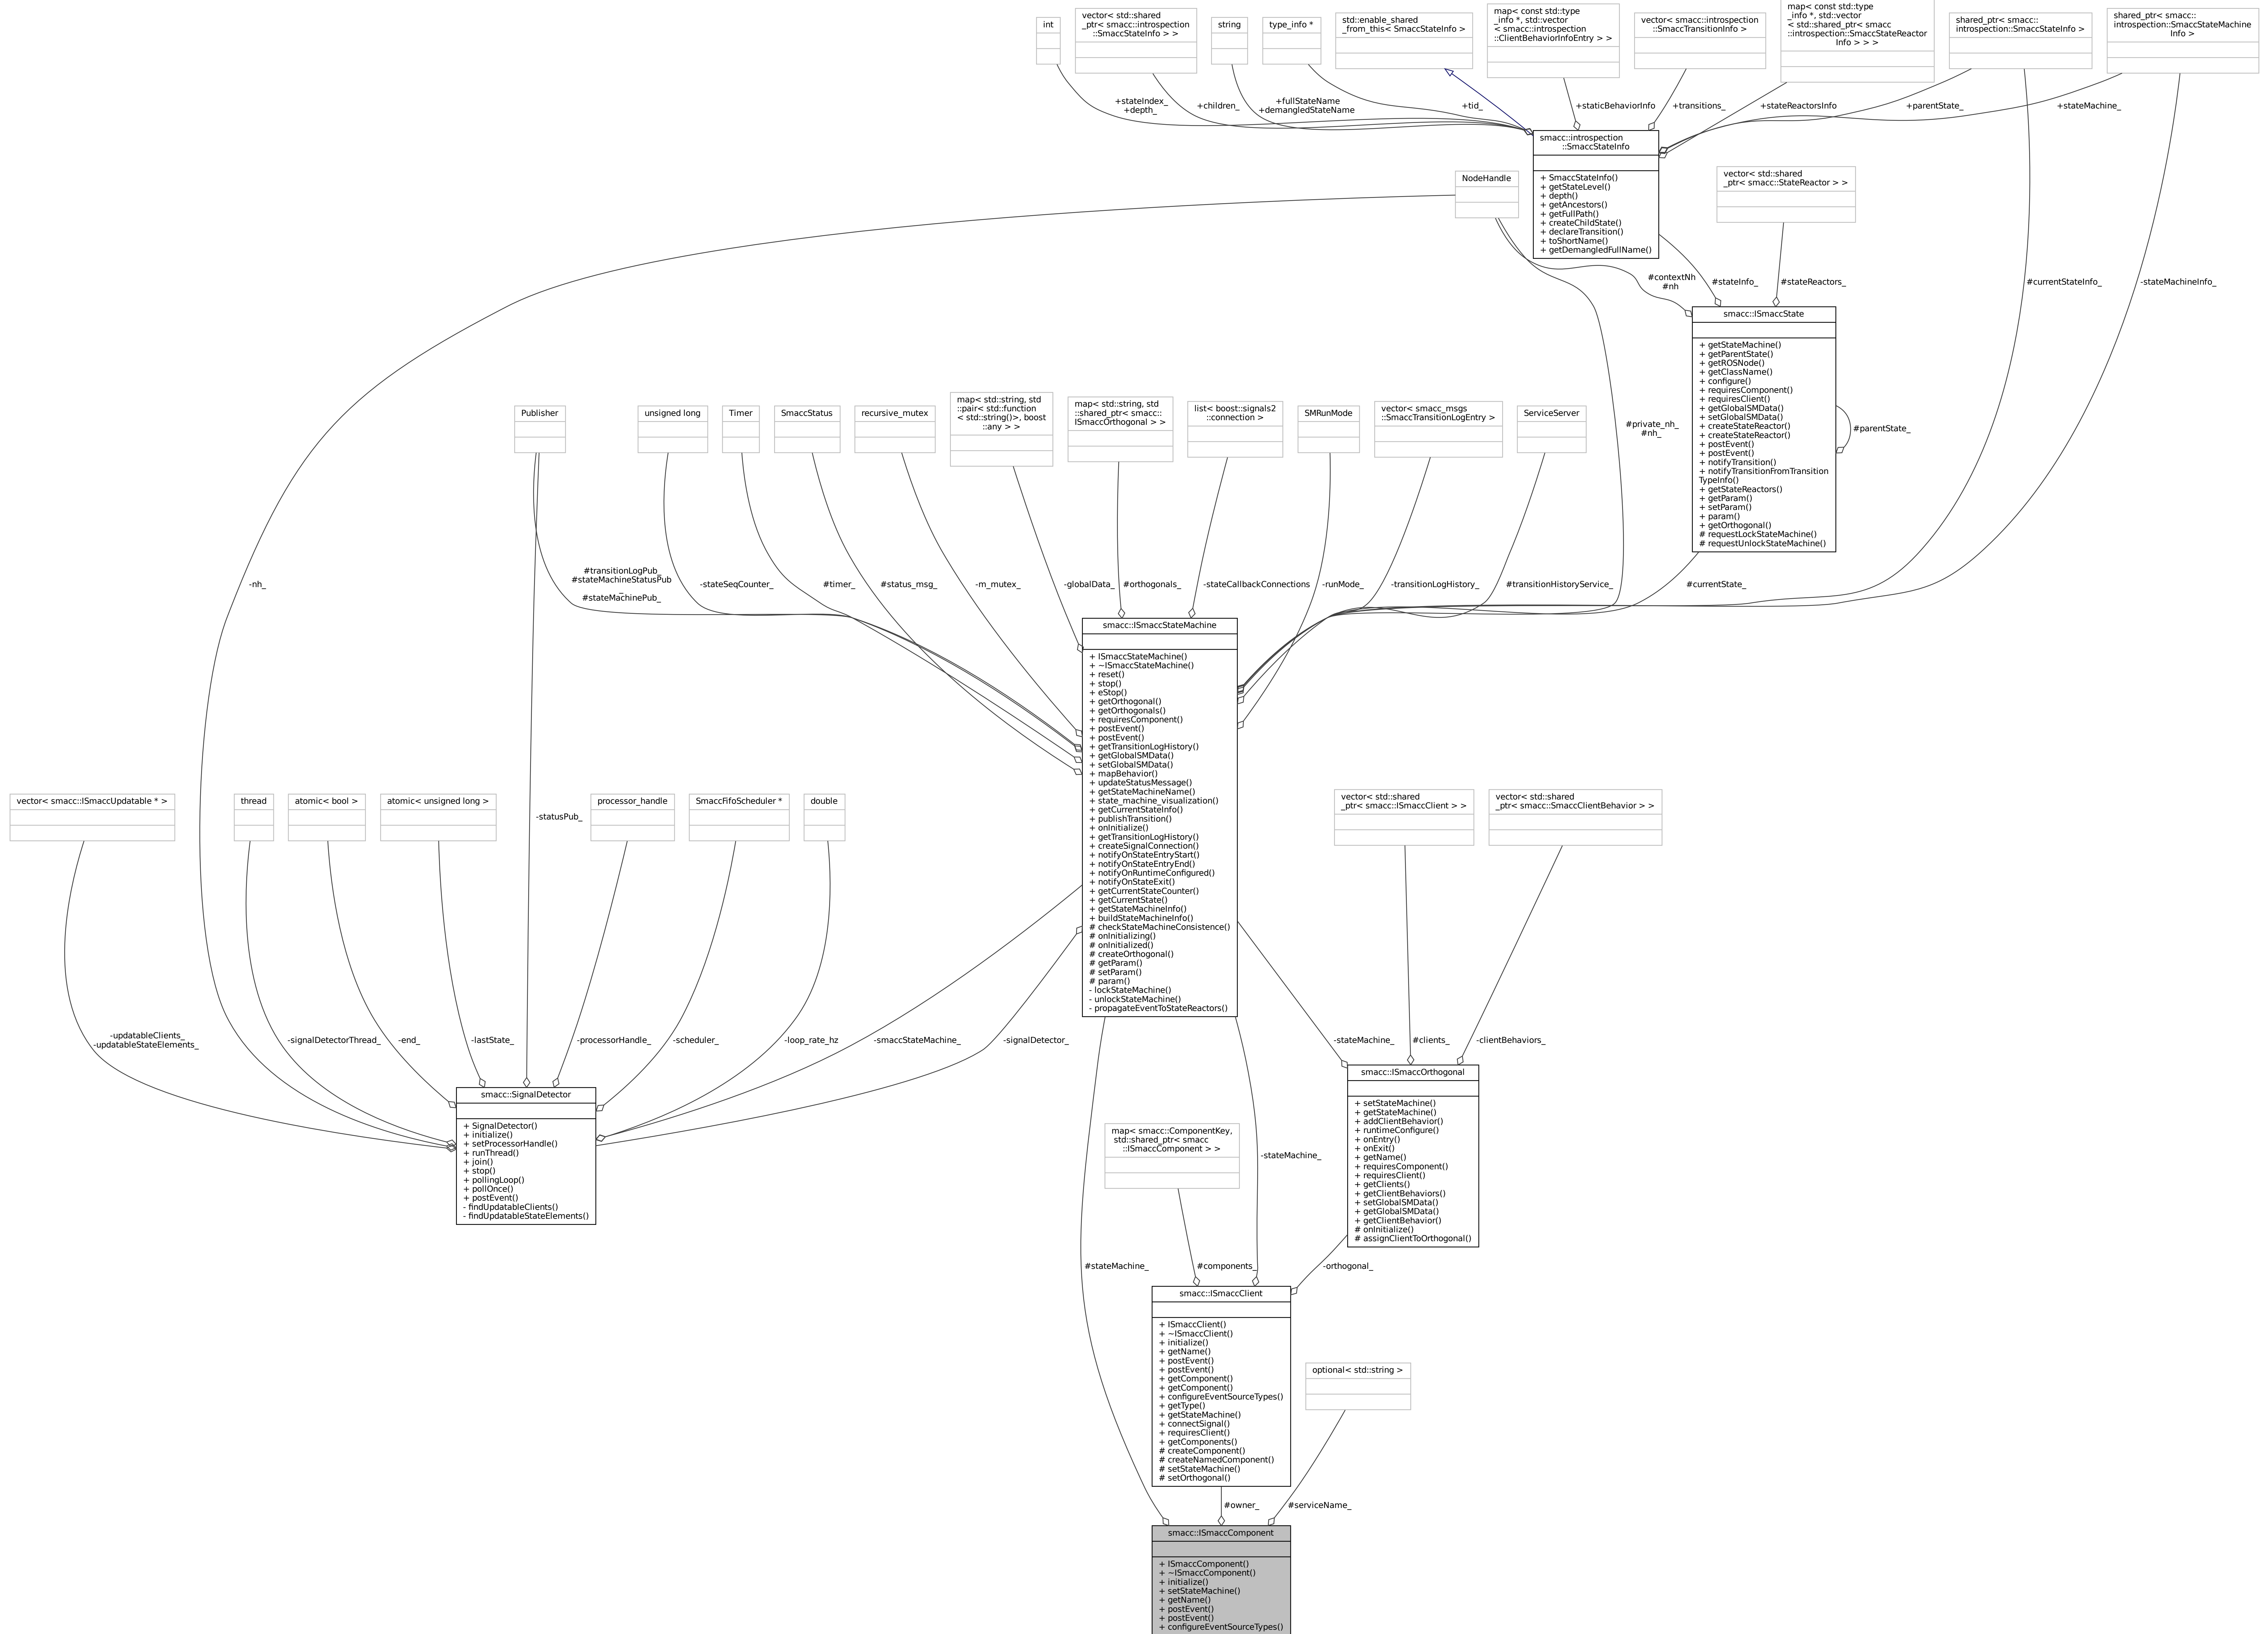 int
vector< std::shared
_ptr< smacc::introspection
::SmaccStateInfo > >
string
type_info *
std::enable_shared
_from_this< SmaccStateInfo >
map< const std::type
_info *, std::vector
< smacc::introspection
::ClientBehaviorInfoEntry > >
vector< smacc::introspection
::SmaccTransitionInfo >
map< const std::type
_info *, std::vector
< std::shared_ptr< smacc
::introspection::SmaccStateReactor
Info > > >
shared_ptr< smacc::
introspection::SmaccStateInfo >
shared_ptr< smacc::
introspection::SmaccStateMachine
Info >
+stateIndex_
+depth_
+children_
+fullStateName
+demangledStateName
+tid_
+staticBehaviorInfo
+transitions_
+stateReactorsInfo
+parentState_
+stateMachine_
smacc::introspection
::SmaccStateInfo
+ SmaccStateInfo()
+ getStateLevel()
+ depth()
+ getAncestors()
+ getFullPath()
+ createChildState()
+ declareTransition()
+ toShortName()
+ getDemangledFullName()
NodeHandle
vector< std::shared
_ptr< smacc::StateReactor > >
#contextNh
#nh
#stateInfo_
#stateReactors_
#currentStateInfo_
-stateMachineInfo_
smacc::ISmaccState
+ getStateMachine()
+ getParentState()
+ getROSNode()
+ getClassName()
+ configure()
+ requiresComponent()
+ requiresClient()
+ getGlobalSMData()
+ setGlobalSMData()
+ createStateReactor()
+ createStateReactor()
+ postEvent()
+ postEvent()
+ notifyTransition()
+ notifyTransitionFromTransition
TypeInfo()
+ getStateReactors()
+ getParam()
+ setParam()
+ param()
+ getOrthogonal()
# requestLockStateMachine()
# requestUnlockStateMachine()
#parentState_
#private_nh_
#nh_
Publisher
unsigned long
Timer
SmaccStatus
recursive_mutex
map< std::string, std
::pair< std::function
< std::string()>, boost
::any > >
map< std::string, std
::shared_ptr< smacc::
ISmaccOrthogonal > >
list< boost::signals2
::connection >
SMRunMode
vector< smacc_msgs
::SmaccTransitionLogEntry >
ServiceServer
-nh_
#transitionLogPub_
#stateMachineStatusPub
_
#stateMachinePub_
-stateSeqCounter_
#timer_
#status_msg_
-m_mutex_
-globalData_
#orthogonals_
-stateCallbackConnections
-runMode_
-transitionLogHistory_
#transitionHistoryService_
#currentState_
smacc::ISmaccStateMachine
+ ISmaccStateMachine()
+ ~ISmaccStateMachine()
+ reset()
+ stop()
+ eStop()
+ getOrthogonal()
+ getOrthogonals()
+ requiresComponent()
+ postEvent()
+ postEvent()
+ getTransitionLogHistory()
+ getGlobalSMData()
+ setGlobalSMData()
+ mapBehavior()
+ updateStatusMessage()
+ getStateMachineName()
+ state_machine_visualization()
+ getCurrentStateInfo()
+ publishTransition()
+ onInitialize()
+ getTransitionLogHistory()
+ createSignalConnection()
+ notifyOnStateEntryStart()
+ notifyOnStateEntryEnd()
+ notifyOnRuntimeConfigured()
+ notifyOnStateExit()
+ getCurrentStateCounter()
+ getCurrentState()
+ getStateMachineInfo()
+ buildStateMachineInfo()
# checkStateMachineConsistence()
# onInitializing()
# onInitialized()
# createOrthogonal()
# getParam()
# setParam()
# param()
- lockStateMachine()
- unlockStateMachine()
- propagateEventToStateReactors()
vector< smacc::ISmaccUpdatable * >
thread
atomic< bool >
atomic< unsigned long >
-statusPub_
processor_handle
SmaccFifoScheduler *
double
vector< std::shared
_ptr< smacc::ISmaccClient > >
vector< std::shared
_ptr< smacc::SmaccClientBehavior > >
-updatableClients_
-updatableStateElements_
-signalDetectorThread_
-end_
-lastState_
-processorHandle_
-scheduler_
-loop_rate_hz
-smaccStateMachine_
-signalDetector_
-stateMachine_
#clients_
-clientBehaviors_
smacc::SignalDetector
+ SignalDetector()
+ initialize()
+ setProcessorHandle()
+ runThread()
+ join()
+ stop()
+ pollingLoop()
+ pollOnce()
+ postEvent()
- findUpdatableClients()
- findUpdatableStateElements()
smacc::ISmaccOrthogonal
+ setStateMachine()
+ getStateMachine()
+ addClientBehavior()
+ runtimeConfigure()
+ onEntry()
+ onExit()
+ getName()
+ requiresComponent()
+ requiresClient()
+ getClients()
+ getClientBehaviors()
+ setGlobalSMData()
+ getGlobalSMData()
+ getClientBehavior()
# onInitialize()
# assignClientToOrthogonal()
map< smacc::ComponentKey,
std::shared_ptr< smacc
::ISmaccComponent > >
-stateMachine_
#stateMachine_
#components_
-orthogonal_
smacc::ISmaccClient
+ ISmaccClient()
+ ~ISmaccClient()
+ initialize()
+ getName()
+ postEvent()
+ postEvent()
+ getComponent()
+ getComponent()
+ configureEventSourceTypes()
+ getType()
+ getStateMachine()
+ connectSignal()
+ requiresClient()
+ getComponents()
# createComponent()
# createNamedComponent()
# setStateMachine()
# setOrthogonal()
optional< std::string >
#owner_
#serviceName_
smacc::ISmaccComponent
+ ISmaccComponent()
+ ~ISmaccComponent()
+ initialize()
+ setStateMachine()
+ getName()
+ postEvent()
+ postEvent()
+ configureEventSourceTypes()